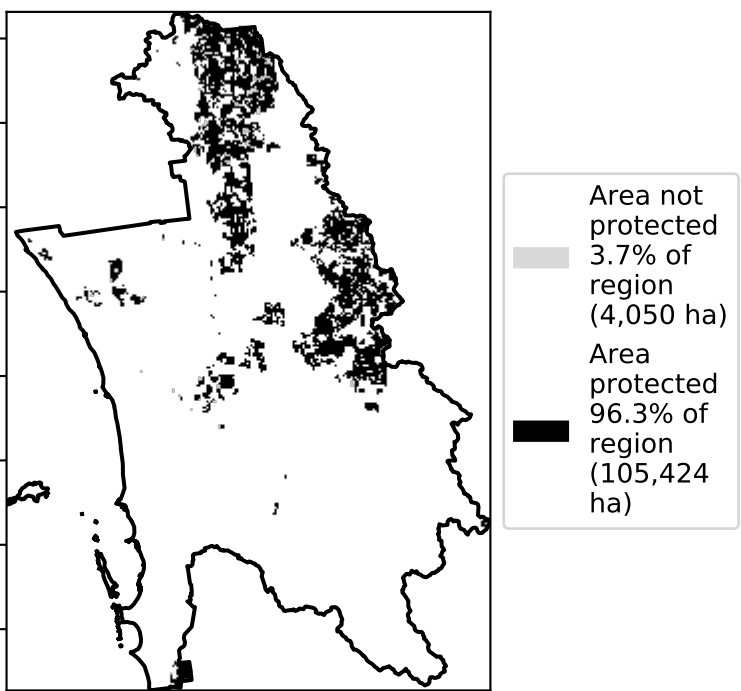 Area not
protected
3.7% of
region
(4,050 ha)
Area
protected
96.3% of
region
(105,424
ha)